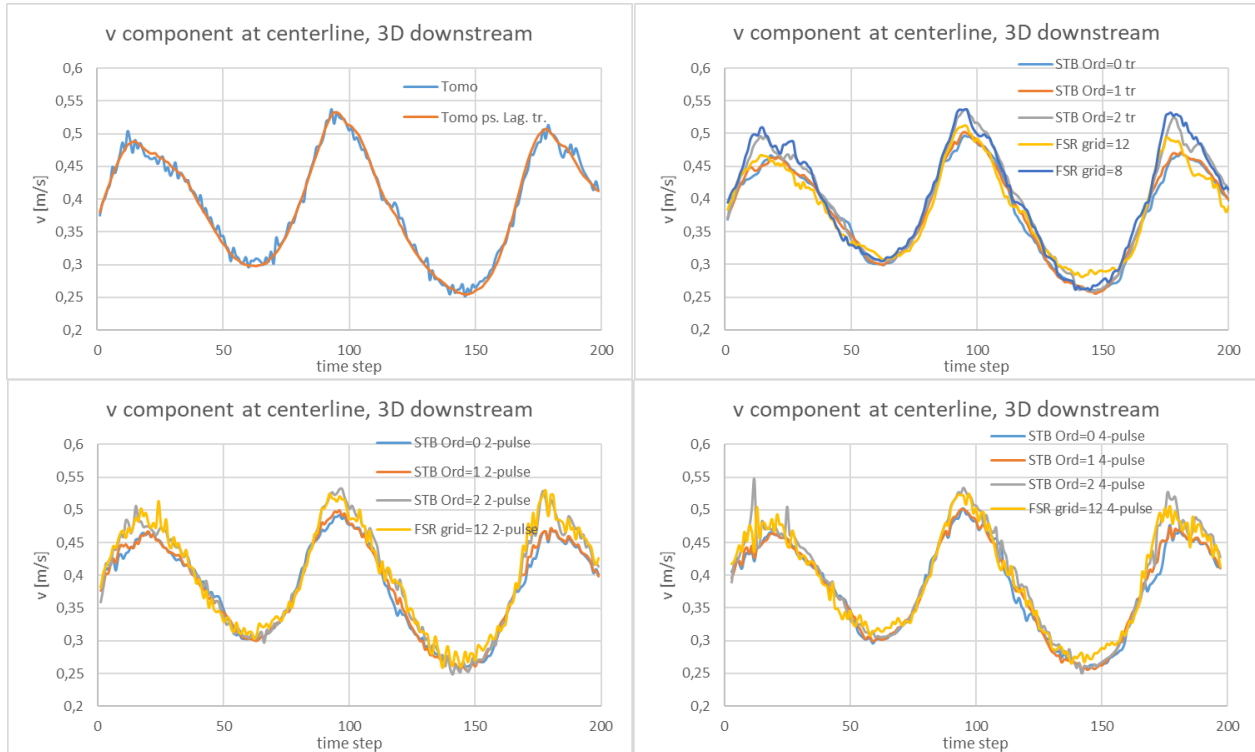 v component at centerline, 3D downstream
0,6
0,55
0,5
0,45
0,4
0,35
0,3
0,25
0,2
v [m/s]
Tomo
Tomo ps. Lag. tr.
0 50 100 150 200
time step
v component at centerline, 3D downstream
0,6
0,55
0,5
0,45
0,4
0,35
0,3
0,25
0,2
v [m/s]
STB Ord=0 tr
STB Ord=1 tr
STB Ord=2 tr
FSR grid=12
FSR grid=8
0 50 100 150 200
time step
v component at centerline, 3D downstream
0,6
0,55
0,5
0,45
0,4
0,35
0,3
0,25
0,2
v [m/s]
STB Ord=0 2-pulse
STB Ord=1 2-pulse
STB Ord=2 2-pulse
FSR grid=12 2-pulse
0 50 100 150 200
time step
v component at centerline, 3D downstream
0,6
0,55
0,5
0,45
0,4
0,35
0,3
0,25
0,2
v [m/s]
STB Ord=0 4-pulse
STB Ord=1 4-pulse
STB Ord=2 4-pulse
FSR grid=12 4-pulse
0 50 100 150 200
time step